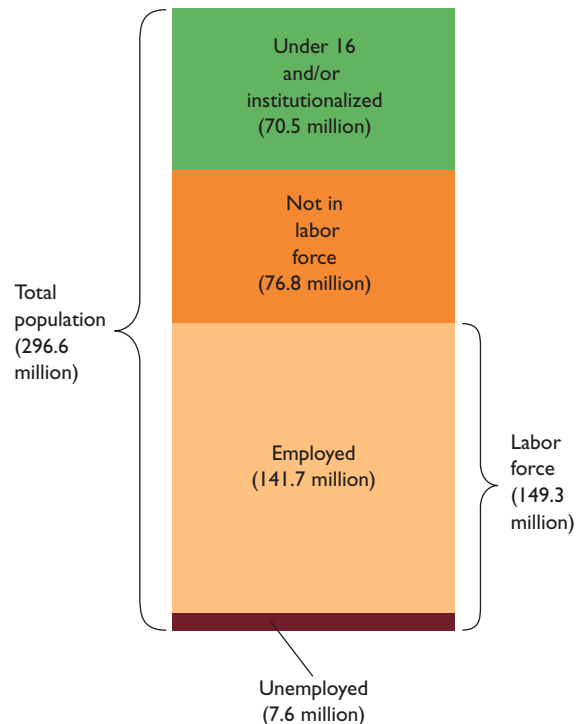 Under 16
and/or
institutionalized
(70.5 million)
Not in
labor
force
(76.8 million)
Total
population
(296.6
million)
Employed
(141.7 million)
Labor
force
(149.3
million)
Unemployed
(7.6 million)